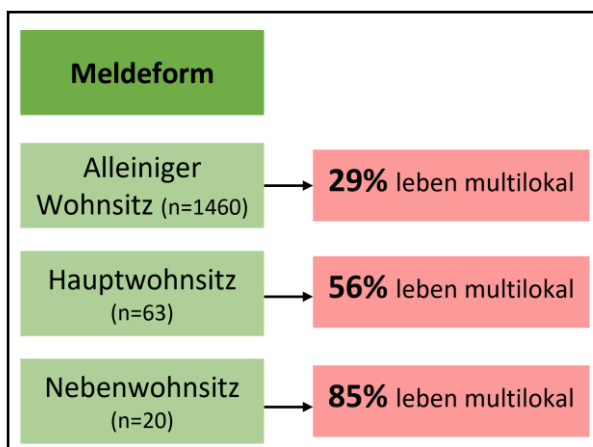 Meldeform
Alleiniger
Wohnsitz (n=1460)
29% leben multilokal
Hauptwohnsitz
(n=63)
56% leben multilokal
Nebenwohnsitz
(n=20)
85% leben multilokal